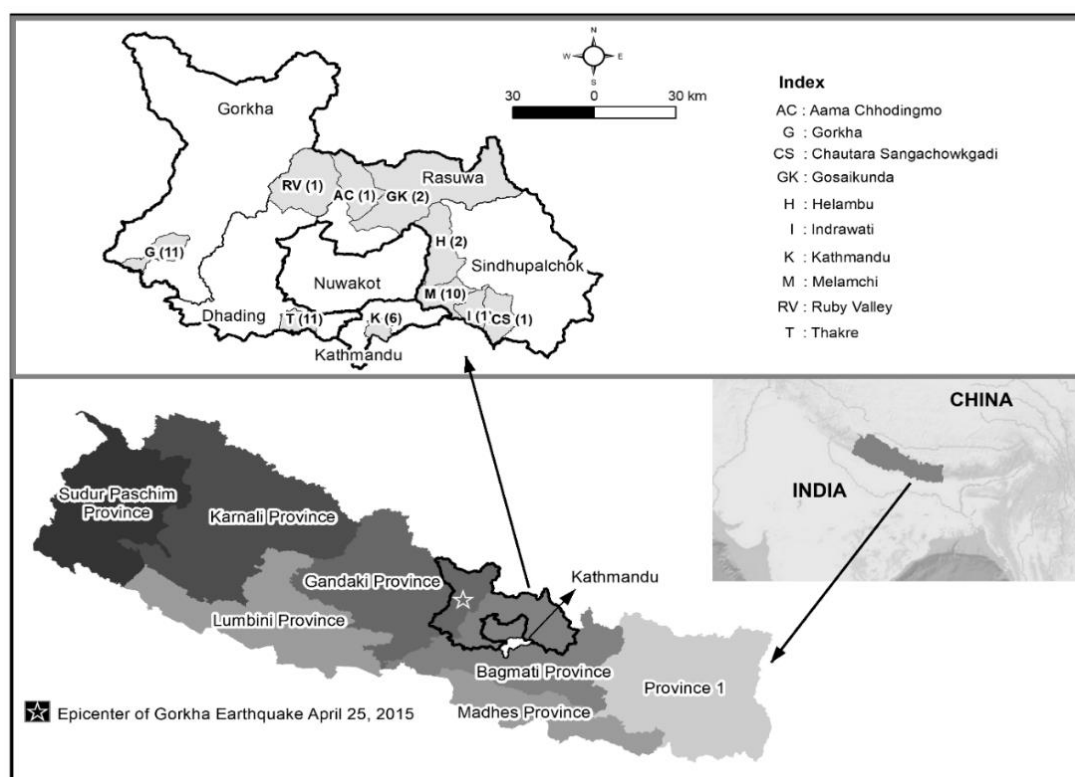 N
W E
S
30 0 30 km
Gorkha
RV (1)
AC (1)
GK (2)
Rasuwa
G (11)
H (2)
Sindhupalchok
Nuwakot
M (10)
Dhading
T (11)
K (6)
I (1
CS (1)
Kathmandu
Index
AC : Aama Chhodingmo
G : Gorkha
CS : Chautara Sangachowkgadi
GK : Gosaikunda
H : Helambu
I : Indrawati
K : Kathmandu
M : Melamchi
RV : Ruby Valley
T : Thakre
CHINA
INDIA
Sudur Paschim
Province
Karnali Province
Gandaki Province
Kathmandu
Lumbini Province
Bagmati Province
Province 1
Madhes Province
Epicenter of Gorkha Earthquake April 25, 2015